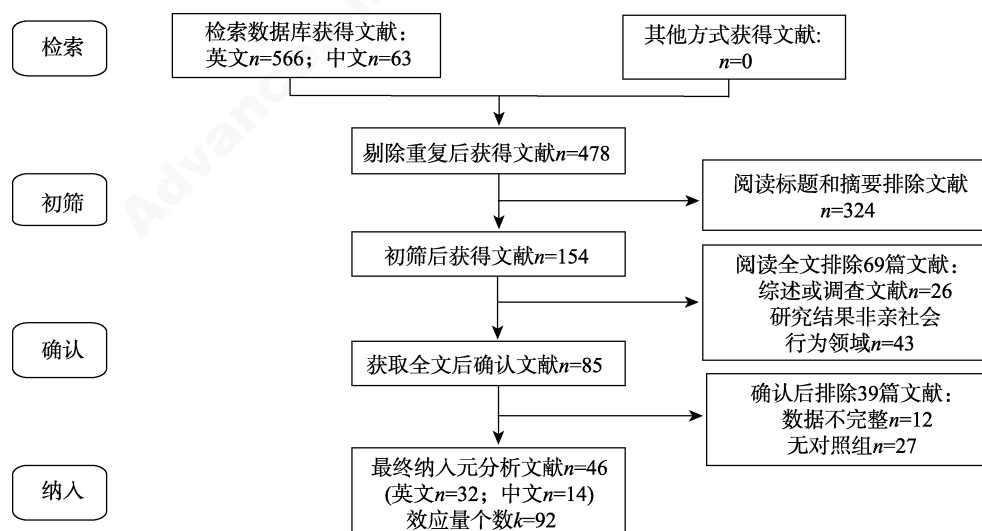 检索
检索数据库获得文献：
英文n=566；中文n=63
其他方式获得文献:
n=0
剔除重复后获得文献n=478
初筛
阅读标题和摘要排除文献
n=324
初筛后获得文献n=154
阅读全文排除69篇文献：
综述或调查文献n=26
研究结果非亲社会
行为领域n=43
确认
获取全文后确认文献n=85
确认后排除39篇文献：
数据不完整n=12
无对照组n=27
纳入
最终纳入元分析文献n=46
(英文n=32；中文n=14)
效应量个数k=92